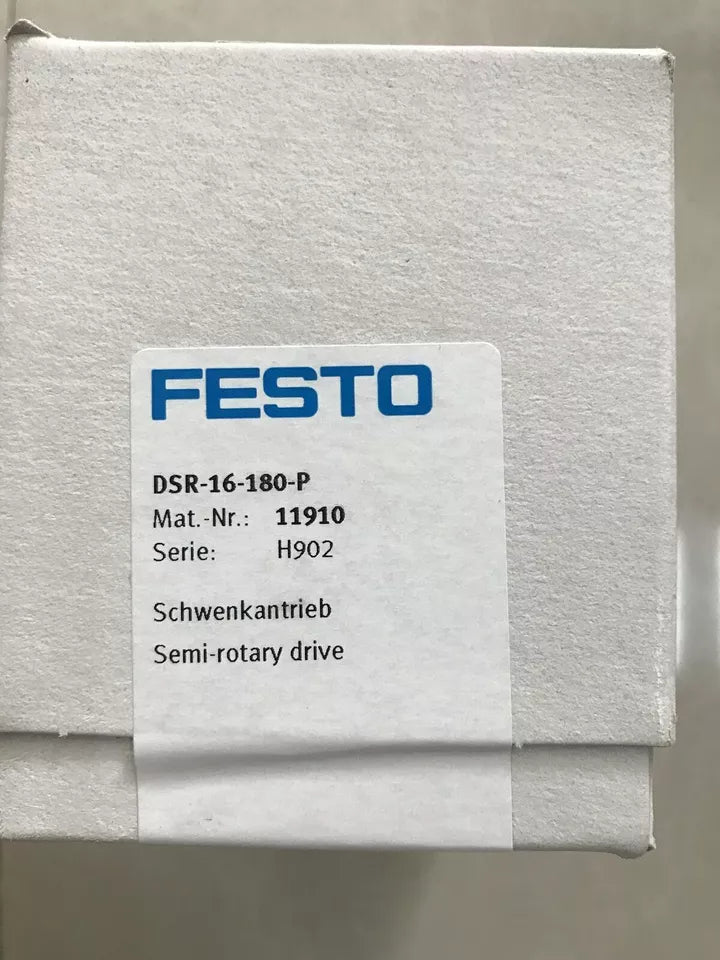 FESTO
DSR-16-180-P
Mat.-Nr.: 11910
Serie: H902
Schwenkantrieb
Semi-rotary drive